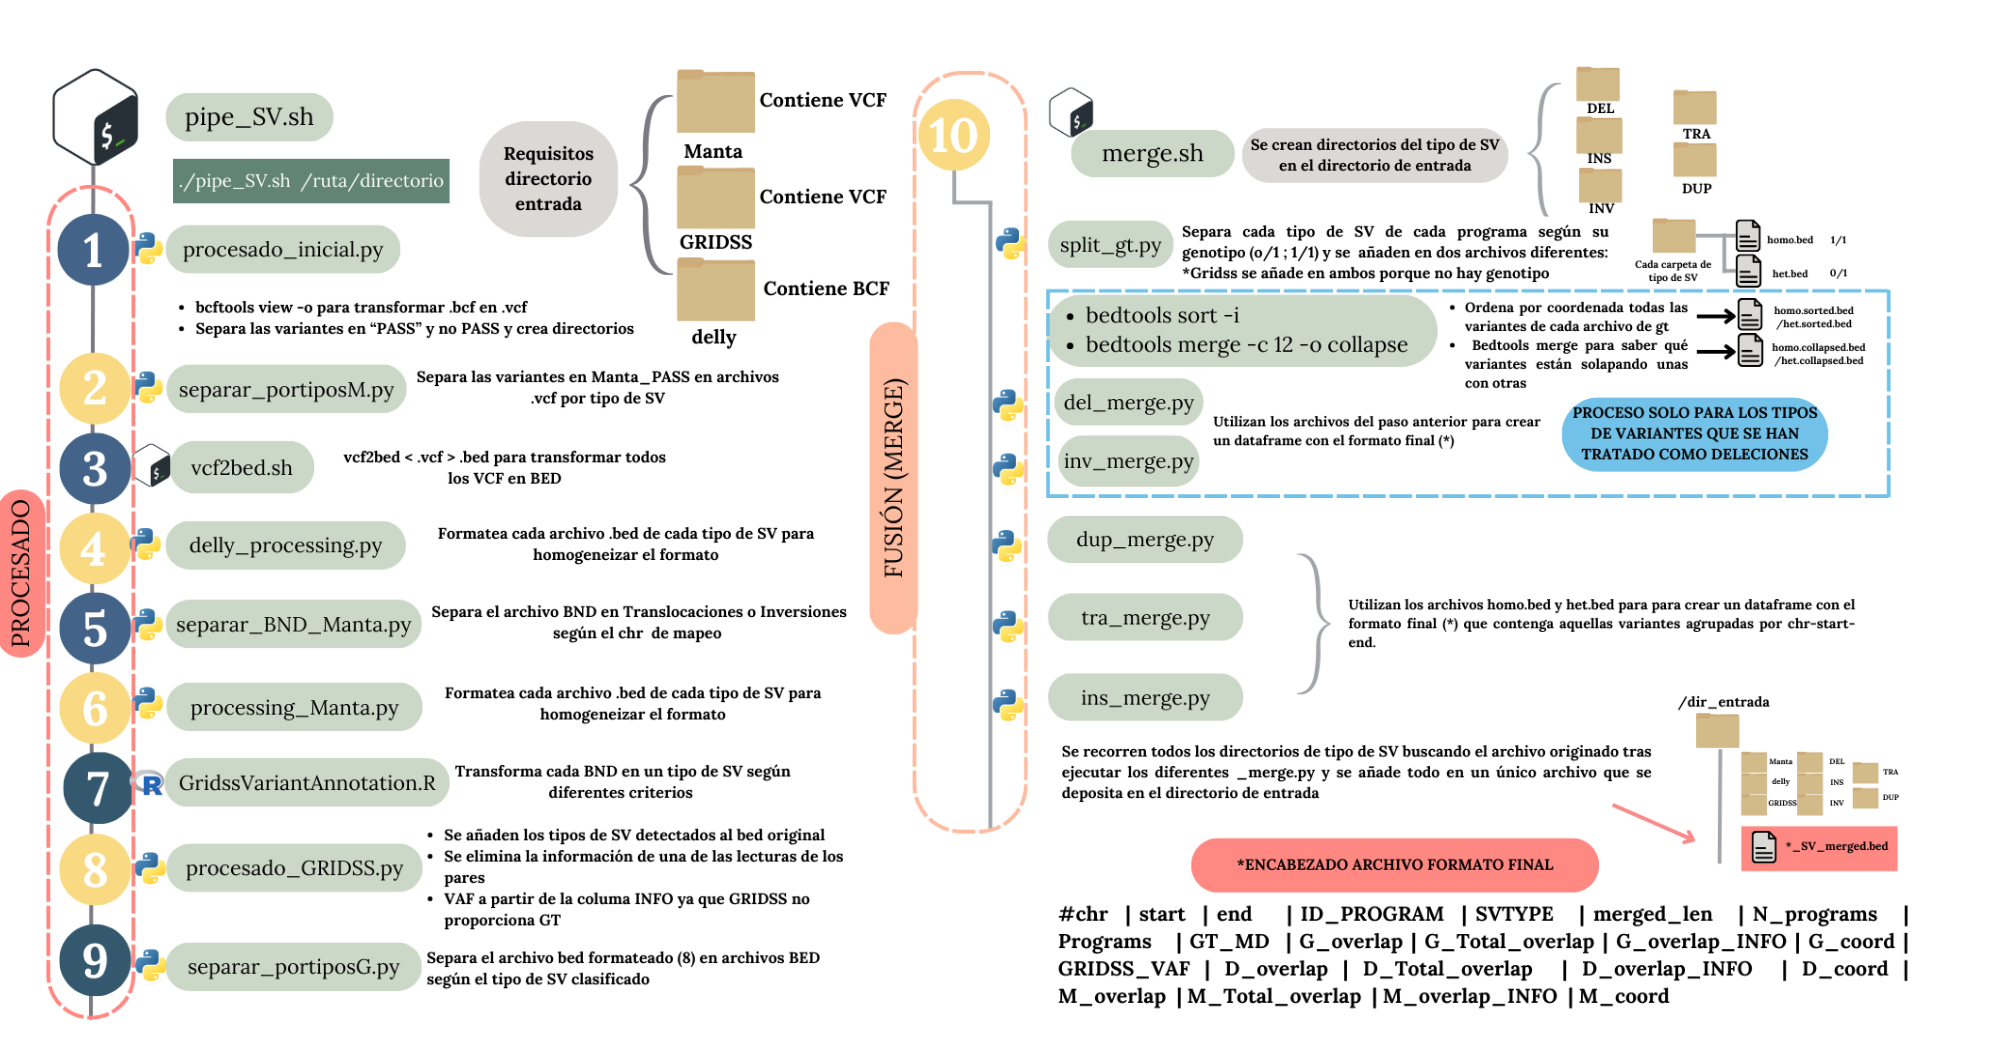 pipe_SV.sh
./pipe_SV.sh /ruta/directorio
Requisitos
directorio
entrada
Contiene VCF
Manta
Contiene VCF
GRIDSS
Contiene BCF
delly
PROCESADO
1
procesado_inicial.py
• bcftools view -o para transformar .bcf en .vcf
• Separa las variantes en “PASS” y no PASS y crea directorios
2
separar_portiposM.py
Separa las variantes en Manta_PASS en archivos
.vcf por tipo de SV
3
vcf2bed.sh
vcf2bed < .vcf > .bed para transformar todos
los VCF en BED
4
delly_processing.py
Formatea cada archivo .bed de cada tipo de SV para
homogeneizar el formato
5
separar_BND_Manta.py
Separa el archivo BND en Translocaciones o Inversiones
según el chr de mapeo
6
processing_Manta.py
Formatea cada archivo .bed de cada tipo de SV para
homogeneizar el formato
7
R
GridssVariantAnnotation.R
Transforma cada BND en un tipo de SV según
diferentes criterios
8
procesado_GRIDSS.py
• Se añaden los tipos de SV detectados al bed original
• Se elimina la información de una de las lecturas de los
pares
• VAF a partir de la columa INFO ya que GRIDSS no
proporciona GT
9
separar_portiposG.py
Separa el archivo bed formateado (8) en archivos BED
según el tipo de SV clasificado
FUSIÓN (MERGE)
10
merge.sh
Se crean directorios del tipo de SV
en el directorio de entrada
DEL
INS
INV
TRA
DUP
split_gt.py
Separa cada tipo de SV de cada programa según su
genotipo (0/1 ; 1/1) y se añaden en dos archivos diferentes:
*Gridss se añade en ambos porque no hay genotipo
Cada carpeta de
tipo de SV
homo.bed 1/1
het.bed 0/1
• bedtools sort -i
• bedtools merge -c 12 -o collapse
• Ordena por coordenada todas las
variantes de cada archivo de gt
• Bedtools merge para saber qué
variantes están solapando unas
con otras
homo.sorted.bed
/het.sorted.bed
homo.collapsed.bed
/het.collapsed.bed
del_merge.py
inv_merge.py
Utilizan los archivos del paso anterior para crear
un dataframe con el formato final (*)
PROCESO SOLO PARA LOS TIPOS
DE VARIANTES QUE SE HAN
TRATADO COMO DELECIONES
dup_merge.py
tra_merge.py
ins_merge.py
Utilizan los archivos homo.bed y het.bed para para crear un dataframe con el
formato final (*) que contenga aquellas variantes agrupadas por chr-start-
end.
Se recorren todos los directorios de tipo de SV buscando el archivo originado tras
ejecutar los diferentes _merge.py y se añade todo en un único archivo que se
deposita en el directorio de entrada
/dir_entrada
Manta
delly
GRIDSS
DEL
INS
INV
TRA
DUP
*_SV_merged.bed
*ENCABEZADO ARCHIVO FORMATO FINAL
#chr | start | end | ID_PROGRAM | SVTYPE | merged_len | N_programs |
Programs | GT_MD | G_overlap | G_Total_overlap | G_overlap_INFO | G_coord |
GRIDSS_VAF | D_overlap | D_Total_overlap | D_overlap_INFO | D_coord |
M_overlap | M_Total_overlap | M_overlap_INFO | M_coord